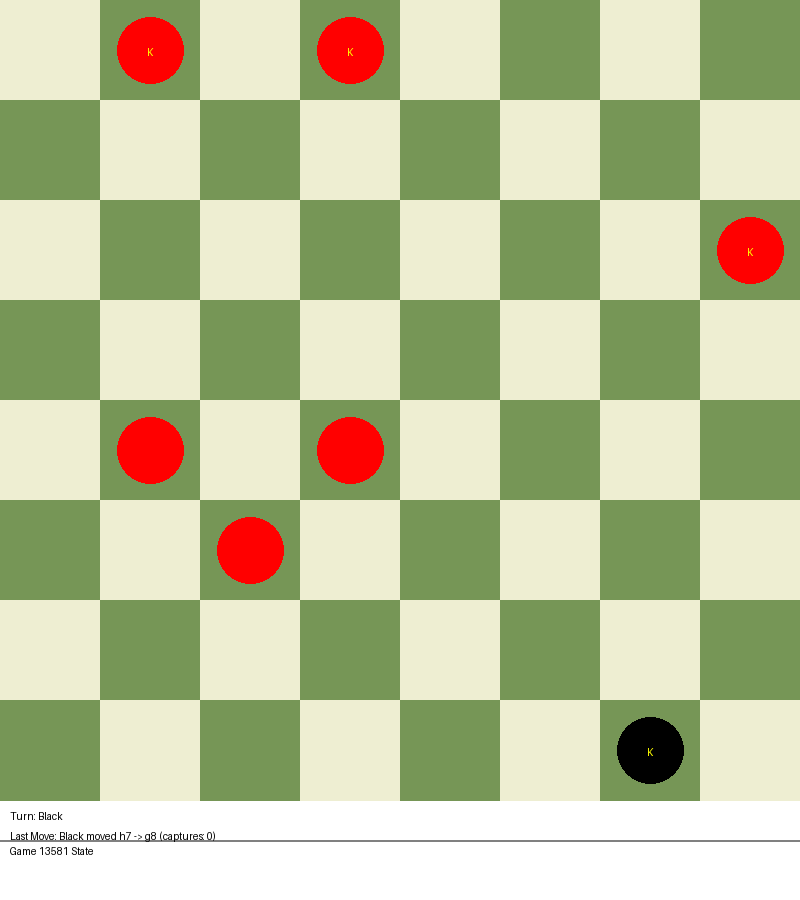 K K
K
K
Turn: Black
Last Move: Black moved h7 -> g8 (captures: 0)
Game 13581 State